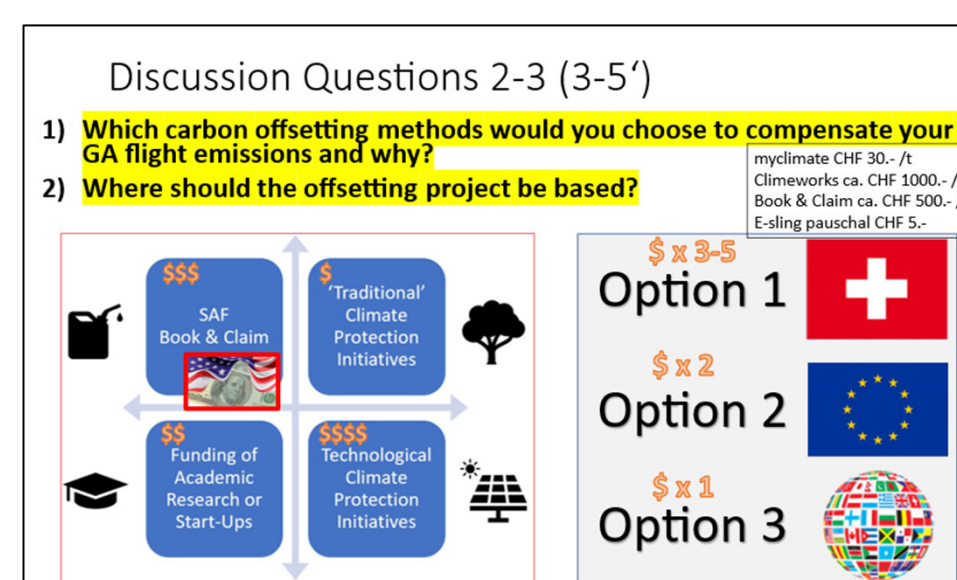 Discussion Questions 2-3 (3-5‘)
1) Which carbon offsetting methods would you choose to compensate your
GA flight emissions and why?
2) Where should the offsetting project be based?
myclimate CHF 30.- /t
Climeworks ca. CHF 1000.- /
Book & Claim ca. CHF 500.- /
E-sling pauschal CHF 5.-
$$$
SAF
Book & Claim
$
‘Traditional’
Climate
Protection
Initiatives
$$
Funding of
Academic
Research or
Start-Ups
$$$$
Technological
Climate
Protection
Initiatives
$ x 3-5
Option 1
$ x 2
Option 2
$ x 1
Option 3